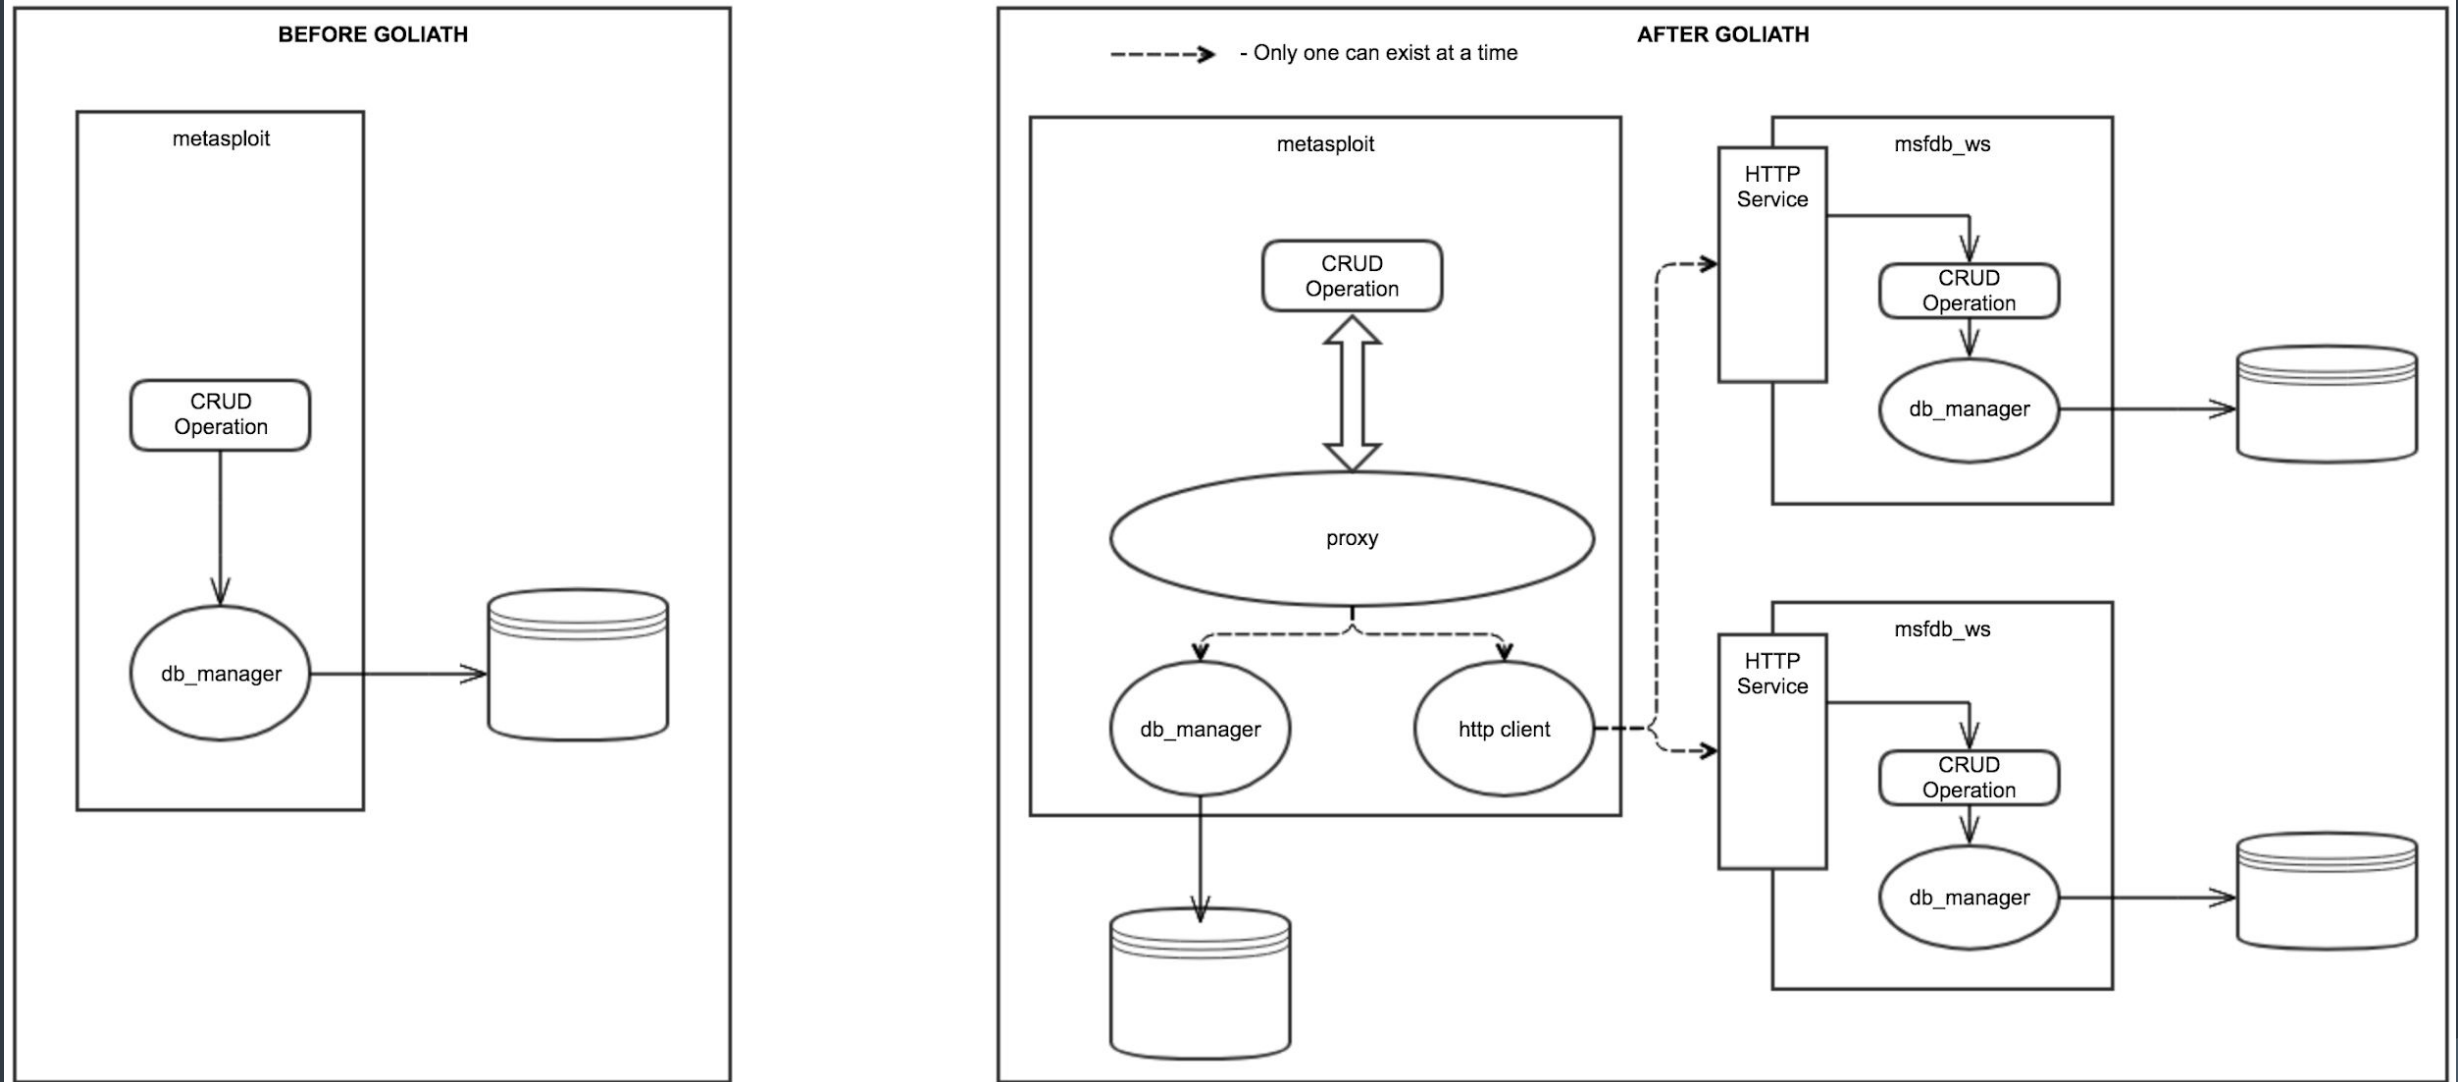 BEFORE GOLIATH
metasploit
CRUD
Operation
db_manager
AFTER GOLIATH
- Only one can exist at a time
metasploit
CRUD
Operation
proxy
db_manager
http client
msfdb_ws
HTTP
Service
CRUD
Operation
db_manager
msfdb_ws
HTTP
Service
CRUD
Operation
db_manager